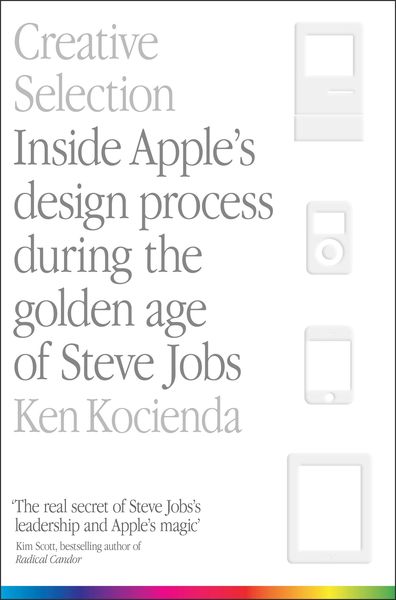 Creative
Selection
Inside Apple's
design process
during the
golden age
of Steve Jobs
Ken Kocienda
‘The real secret of Steve Jobs's
leadership and Apple's magic’
Kim Scott, bestselling author of
Radical Candor